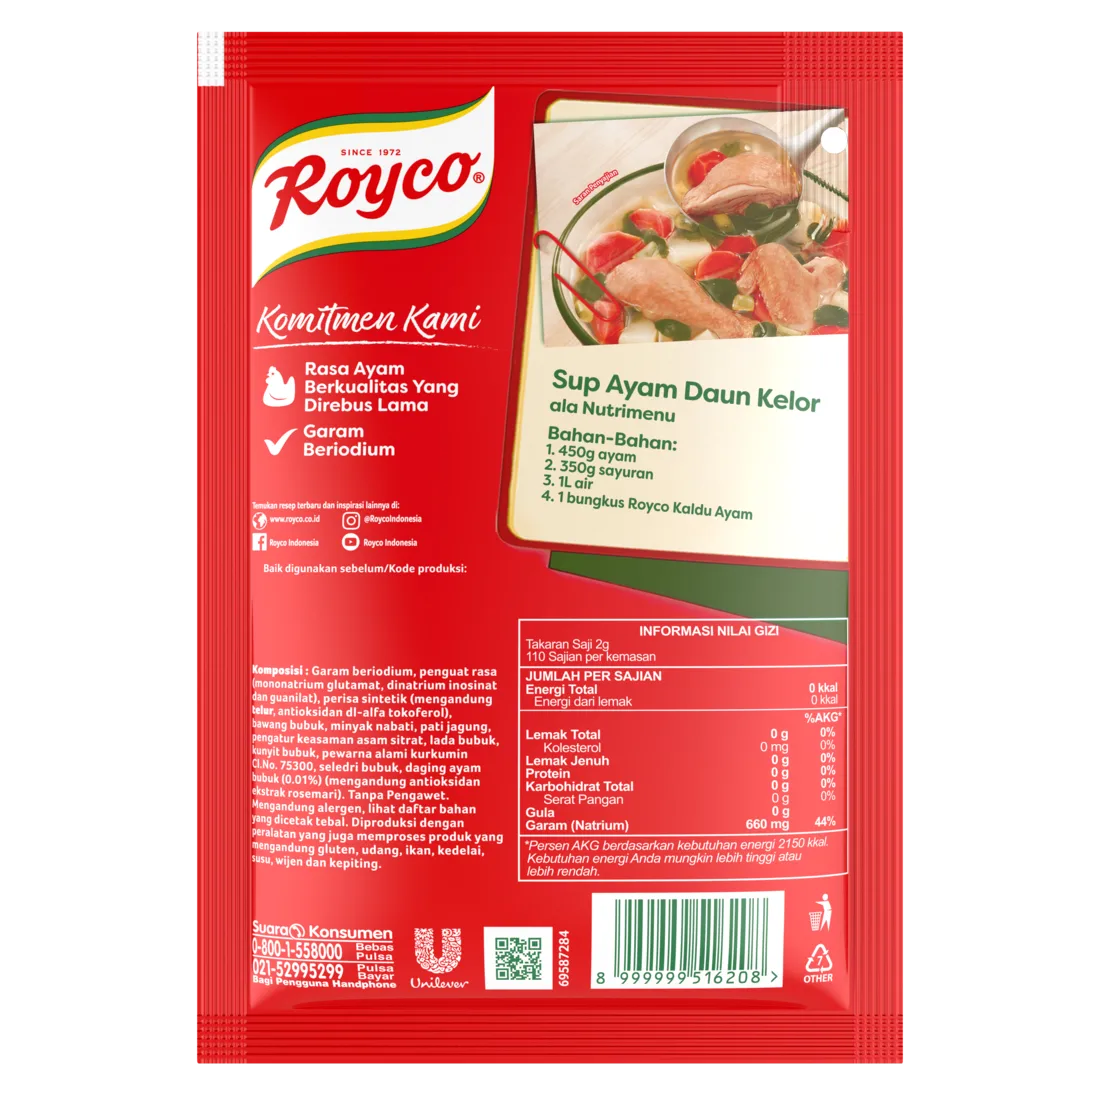 SINCE 1972
Royco®
Komitmen Kami
Rasa Ayam
Berkualitas Yang
Direbus Lama
Garam
Beriodium
Temukan resep terbaru dan inspirasi lainnya di:
www.royco.co.id @RoycoIndonesia
Royco Indonesia Royco Indonesia
Baik digunakan sebelum/Kode produksi:
Saran Penyajian
Sup Ayam Daun Kelor
ala Nutrimenu
Bahan-Bahan:
1. 450g ayam
2. 350g sayuran
3. 1L air
4. 1 bungkus Royco Kaldu Ayam
Komposisi : Garam beriodium, penguat rasa
(mononatrium glutamat, dinatrium inosinat
dan guanilat), perisa sintetik (mengandung
telur, antioksidan dl-alfa tokoferol),
bawang bubuk, minyak nabati, pati jagung,
pengatur keasaman asam sitrat, lada bubuk,
kunyit bubuk, pewarna alami kurkumin
CI.No. 75300, seledri bubuk, daging ayam
bubuk (0.01%) (mengandung antioksidan
ekstrak rosemari). Tanpa Pengawet.
Mengandung alergen, lihat daftar bahan
yang dicetak tebal. Diproduksi dengan
peralatan yang juga memproses produk yang
mengandung gluten, udang, ikan, kedelai,
susu, wijen dan kepiting.
INFORMASI NILAI GIZI
Takaran Saji 2g
110 Sajian per kemasan
JUMLAH PER SAJIAN
Energi Total 0 kkal
Energi dari lemak 0 kkal
%AKG*
Lemak Total 0 g 0%
Kolesterol 0 mg 0%
Lemak Jenuh 0 g 0%
Protein 0 g 0%
Karbohidrat Total 0 g 0%
Serat Pangan 0 g 0%
Gula 0 g
Garam (Natrium) 660 mg 44%
*Persen AKG berdasarkan kebutuhan energi 2150 kkal.
Kebutuhan energi Anda mungkin lebih tinggi atau
lebih rendah.
Suara Konsumen
0-800-1-558000 Bebas
Pulsa
021-52995299 Pulsa
Bayar
Bagi Pengguna Handphone
Unilever
69587284
8 999999 516208 >
7
OTHER